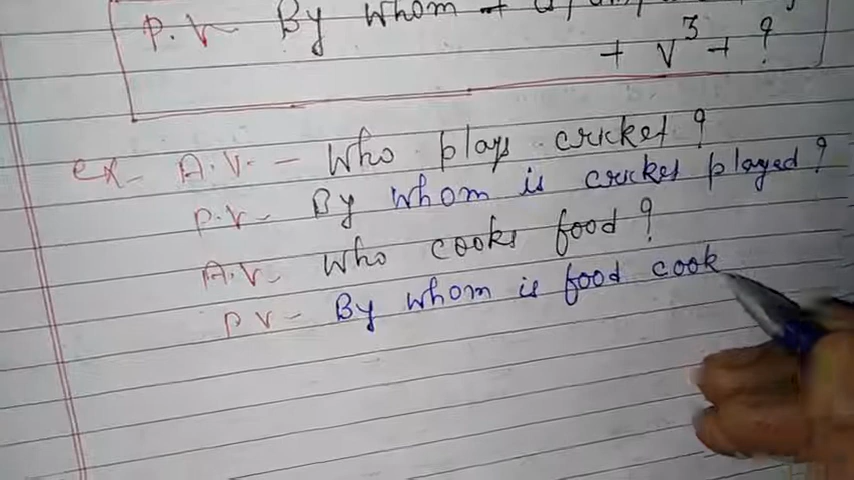 P.V- By whom +
+ V3 + ?
ex- A.V.- Who plays cricket ?
P.V- By whom is cricket played ?
A.V- Who cooks food ?
P V- By whom is food cook